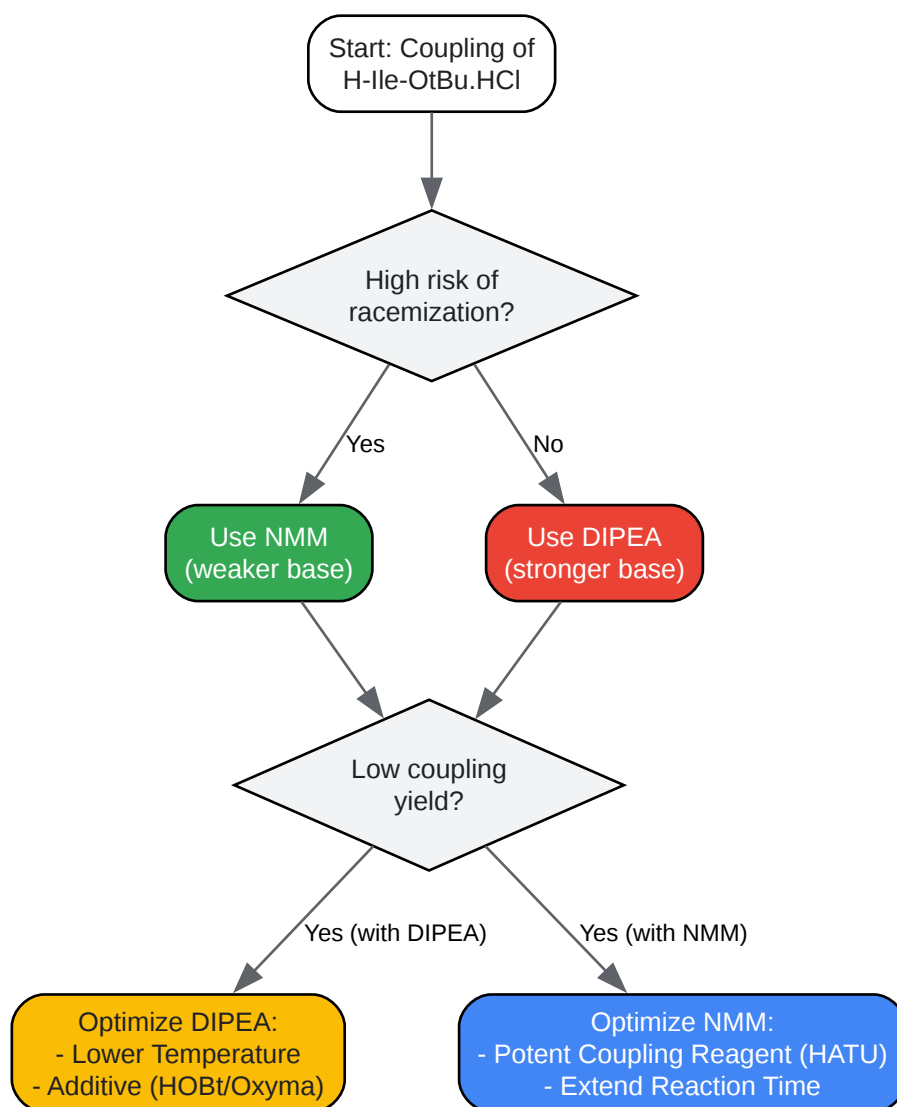 Start: Coupling of
H-Ile-OtBu.HCl
High risk of
racemization?
Yes
No
Use NMM
(weaker base)
Use DIPEA
(stronger base)
Low coupling
yield?
Yes (with DIPEA)
Yes (with NMM)
Optimize DIPEA:
- Lower Temperature
- Additive (HOBt/Oxyma)
Optimize NMM:
- Potent Coupling Reagent (HATU)
- Extend Reaction Time